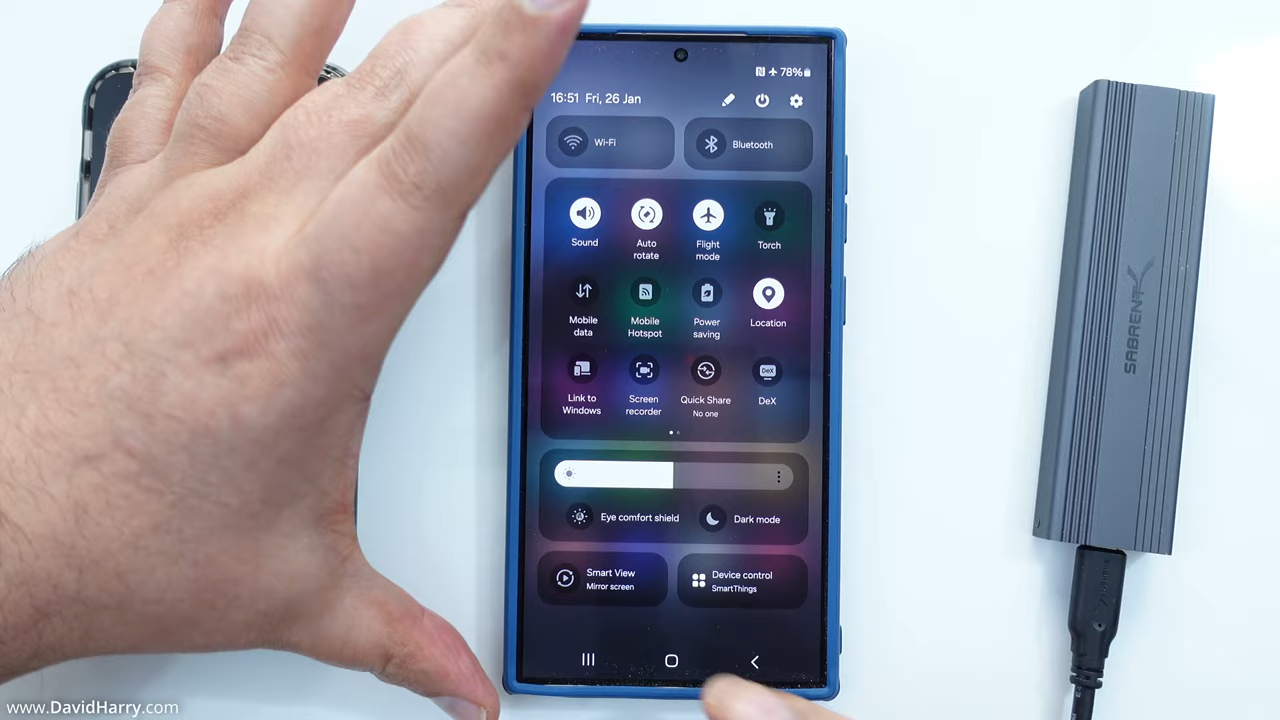 78%
16:51 Fri, 26 Jan
Wi-Fi
Bluetooth
Sound
Auto
rotate
Flight
mode
Torch
Mobile
data
Mobile
Hotspot
Power
saving
Location
Link to
Windows
Screen
recorder
Quick Share
No one
DeX
DeX
Eye comfort shield
Dark mode
Smart View
Mirror screen
Device control
SmartThings
SABRENT
www.DavidHarry.com